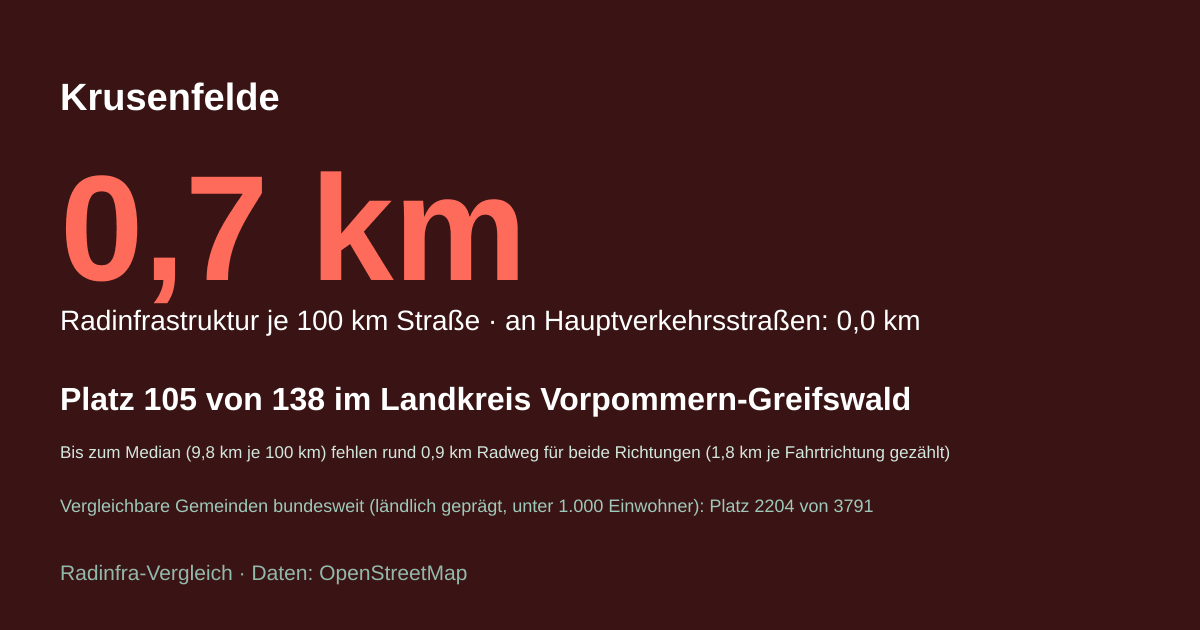 Krusenfelde
0,7 km
Radinfrastruktur je 100 km Straße · an Hauptverkehrsstraßen: 0,0 km
Platz 105 von 138 im Landkreis Vorpommern-Greifswald
Bis zum Median (9,8 km je 100 km) fehlen rund 0,9 km Radweg für beide Richtungen (1,8 km je Fahrtrichtung gezählt)
Vergleichbare Gemeinden bundesweit (ländlich geprägt, unter 1.000 Einwohner): Platz 2204 von 3791
Radinfra-Vergleich · Daten: OpenStreetMap